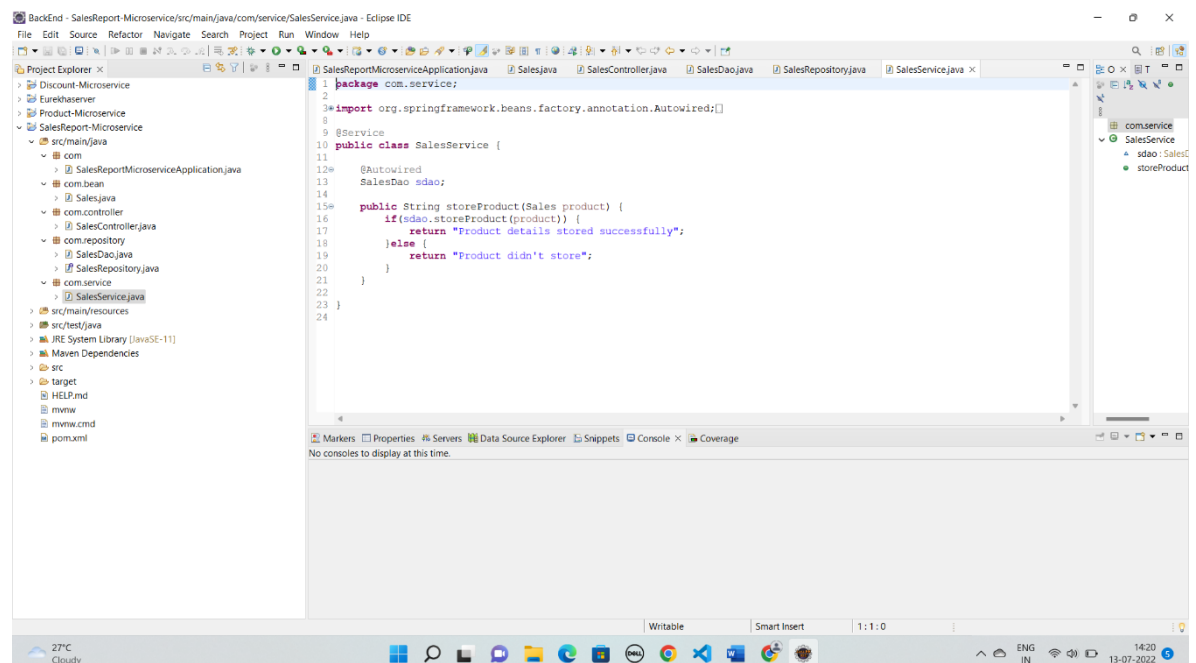 BackEnd - SalesReport-Microservice/src/main/java/com/service/SalesService.java - Eclipse IDE
File Edit Source Refactor Navigate Search Project Run Window Help
Project Explorer
Discount-Microservice
Eurekhaserver
Product-Microservice
SalesReport-Microservice
src/main/java
com
SalesReportMicroserviceApplication.java
com.bean
Sales.java
com.controller
SalesController.java
com.repository
SalesDao.java
SalesRepository.java
com.service
SalesService.java
src/main/resources
src/test/java
JRE System Library [JavaSE-11]
Maven Dependencies
src
target
HELP.md
mvnw
mvnw.cmd
pom.xml
SalesReportMicroserviceApplication.java Sales.java SalesController.java SalesDao.java SalesRepository.java SalesService.java
1 package com.service;
2
3 import org.springframework.beans.factory.annotation.Autowired;
8
9 @Service
10 public class SalesService {
11
12 @Autowired
13 SalesDao sdao;
14
15 public String storeProduct(Sales product) {
16 if(sdao.storeProduct(product)) {
17 return "Product details stored successfully";
18 }else {
19 return "Product didn't store";
20 }
21 }
22
23 }
24
O T
com.service
SalesService
sdao : SalesD
storeProduct
Markers Properties Servers Data Source Explorer Snippets Console Coverage
No consoles to display at this time.
Writable Smart Insert 1 : 1 : 0
27°C
Cloudy
DELL
ENG
IN
14:20
13-07-2022
5